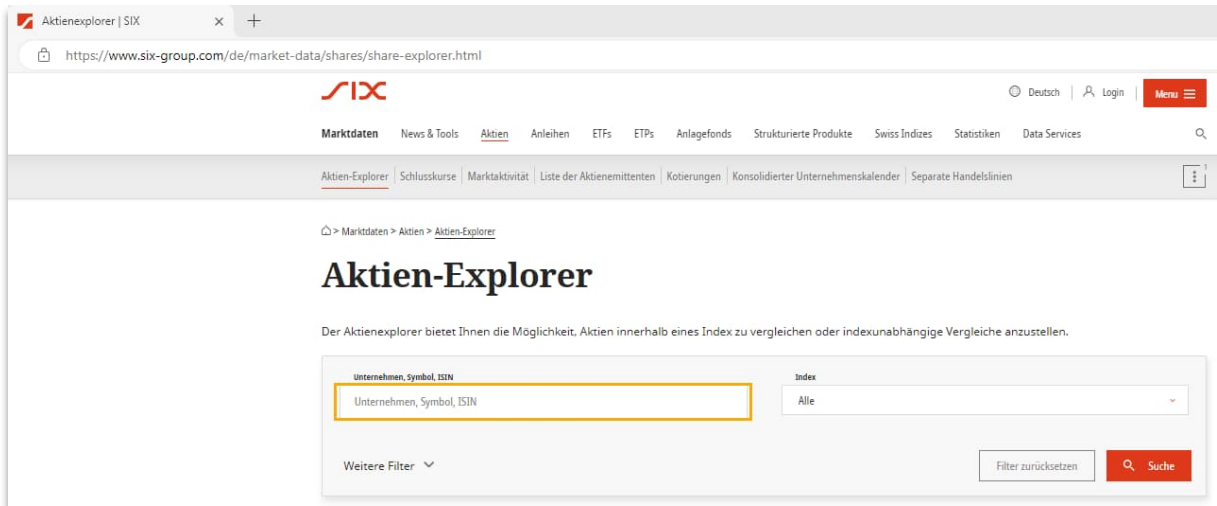 Aktienexplorer | SIX
https://www.six-group.com/de/market-data/shares/share-explorer.html
SIX
Deutsch | Login | Menu
Marktdaten News & Tools Aktien Anleihen ETFs ETPs Anlagefonds Strukturierte Produkte Swiss Indizes Statistiken Data Services
Aktien-Explorer | Schlusskurse | Marktaktivität | Liste der Aktienemittenten | Kotierungen | Konsolidierter Unternehmenskalender | Separate Handelslinien 1
> Marktdaten > Aktien > Aktien-Explorer
Aktien-Explorer
Der Aktienexplorer bietet Ihnen die Möglichkeit, Aktien innerhalb eines Index zu vergleichen oder indexunabhängige Vergleiche anzustellen.
Unternehmen, Symbol, ISIN Index
Unternehmen, Symbol, ISIN Alle
Weitere Filter Filter zurücksetzen Suche